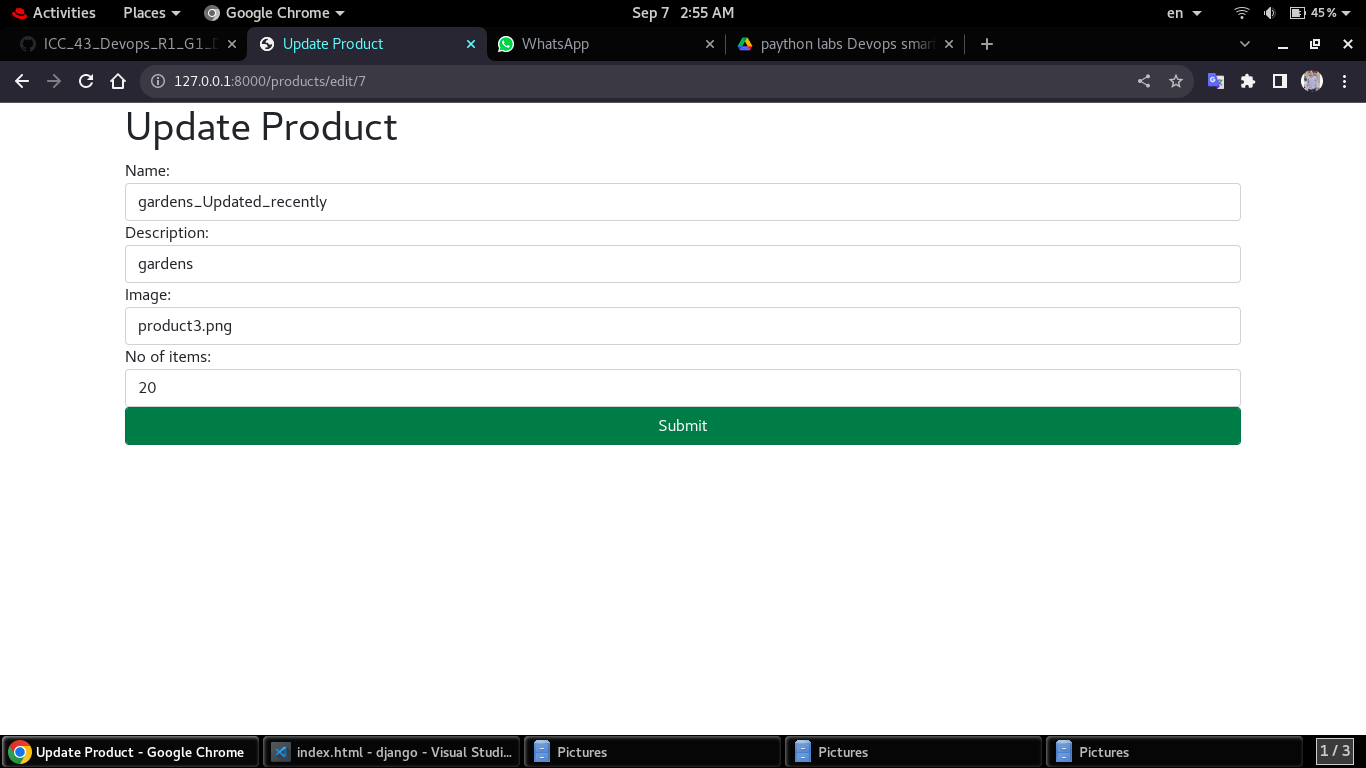 Activities Places Google Chrome Sep 7 2:55 AM en 45%
ICC_43_Devops_R1_G1_ Update Product WhatsApp paython labs Devops smar
127.0.0.1:8000/products/edit/7
Update Product
Name:
gardens_Updated_recently
Description:
gardens
Image:
product3.png
No of items:
20
Submit
Update Product - Google Chrome index.html - django - Visual Studi... Pictures Pictures Pictures 1 / 3